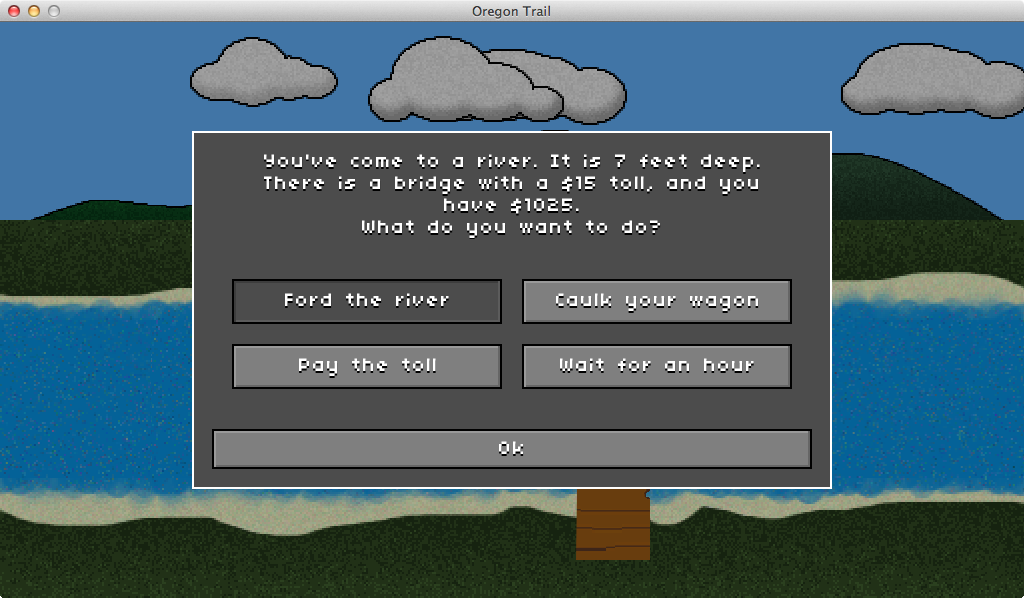 Oregon Trail
You've come to a river. It is 7 feet deep.
There is a bridge with a $15 toll, and you
have $1025.
What do you want to do?
Ford the river
Caulk your wagon
Pay the toll
Wait for an hour
Ok